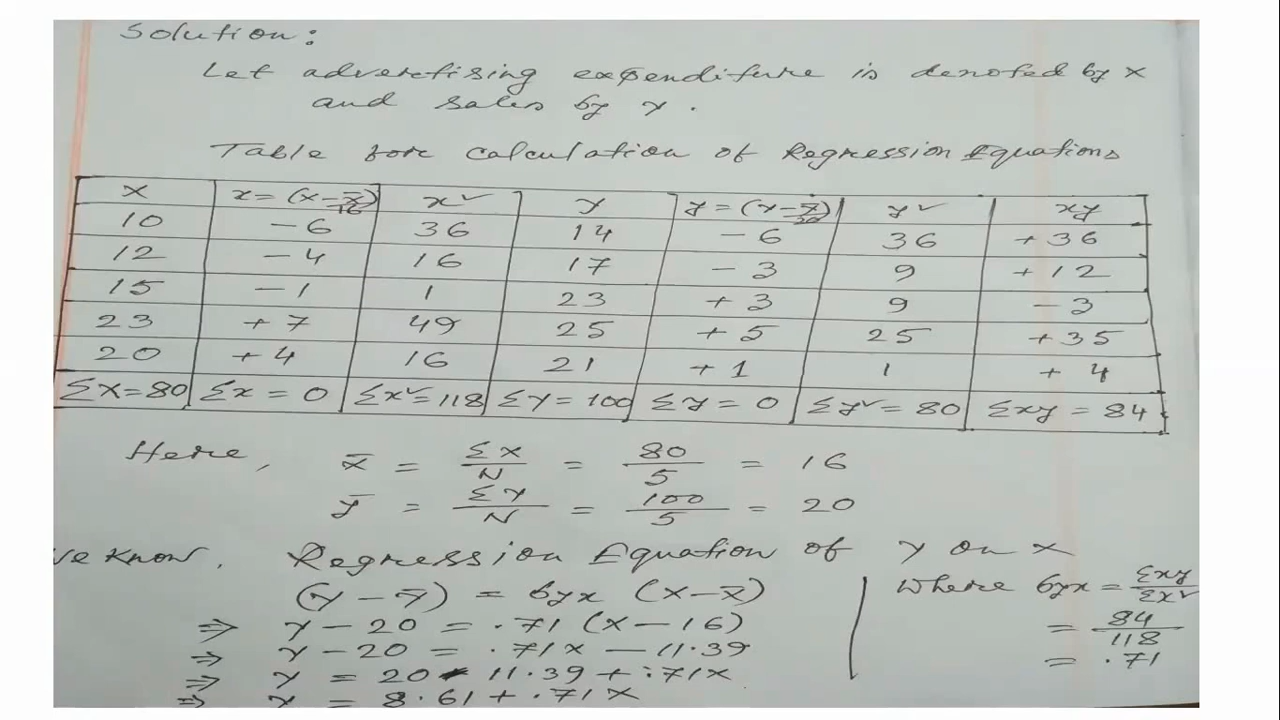 Solution:
Let advertising expenditure is denoted by X
and sales by Y.
Table for calculation of Regression Equations
X x = (X - X̅) 16 x² Y y = (Y - Y̅) 20 y² xy
10 - 6 36 14 - 6 36 + 36
12 - 4 16 17 - 3 9 + 12
15 - 1 1 23 + 3 9 - 3
23 + 7 49 25 + 5 25 + 35
20 + 4 16 21 + 1 1 + 4
ΣX = 80 Σx = 0 Σx² = 118 ΣY = 100 Σy = 0 Σy² = 80 Σxy = 84
Here, X̅ = ΣX/N = 80/5 = 16
Y̅ = ΣY/N = 100/5 = 20
we know, Regression Equation of Y on X
(Y - Y̅) = byx (X - X̅)
⇒ Y - 20 = .71 (X - 16)
⇒ Y - 20 = .71X - 11.39
⇒ Y = 20 - 11.39 + .71X
⇒ Y = 8.61 + .71X
Where byx = Σxy/Σx²
= 84/118
= .71